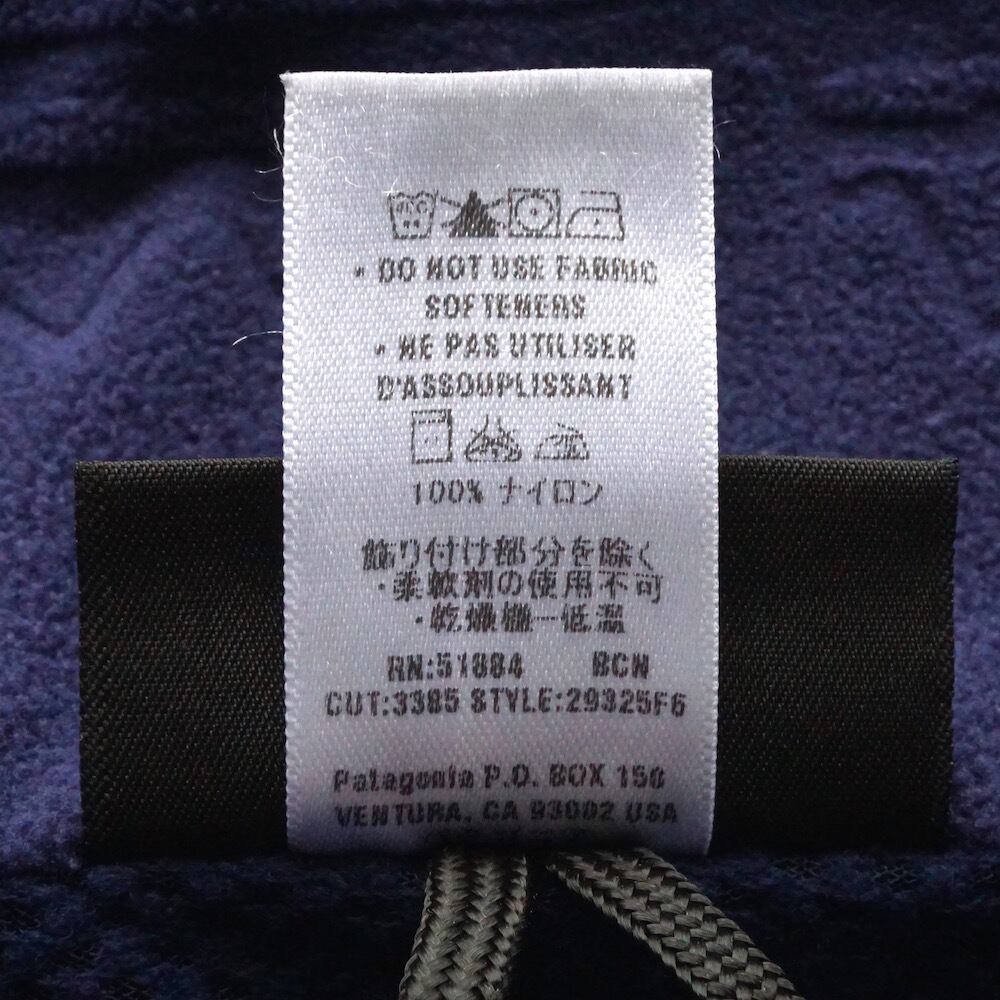 • DO NOT USE FABRIC
SOFTENERS
• NE PAS UTILISER
D'ASSOUPLISSANT
100% ナイロン
飾り付け部分を除く
・柔軟剤の使用不可
・乾燥機ー低温
RN:51884 BCN
CUT:3385 STYLE:29325F6
Patagonia P.O. BOX 150
VENTURA, CA 93002 USA